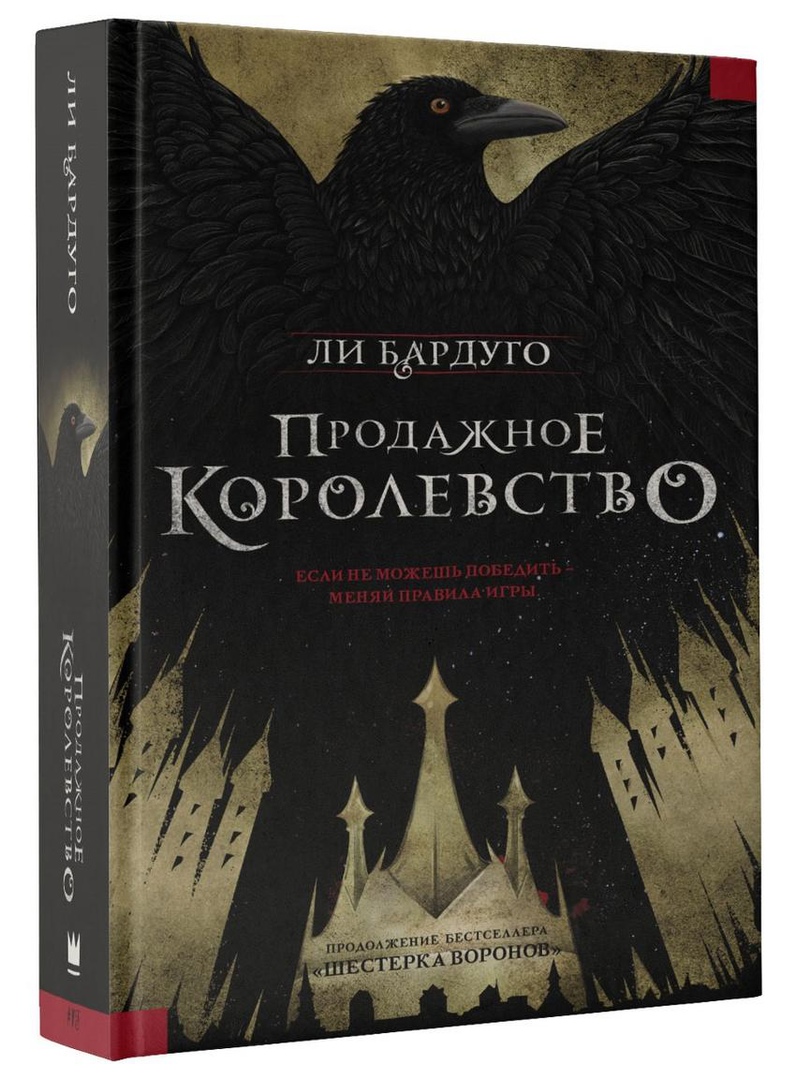 ЛИ БАРДУГО
ПРОДАЖНОЕ
КОРОЛЕВСТВО
ЕСЛИ НЕ МОЖЕШЬ ПОБЕДИТЬ –
МЕНЯЙ ПРАВИЛА ИГРЫ
ПРОДОЛЖЕНИЕ БЕСТСЕЛЛЕРА
«ШЕСТЕРКА ВОРОНОВ»
ЛИ БАРДУГО
ПРОДАЖНОЕ
КОРОЛЕВСТВО